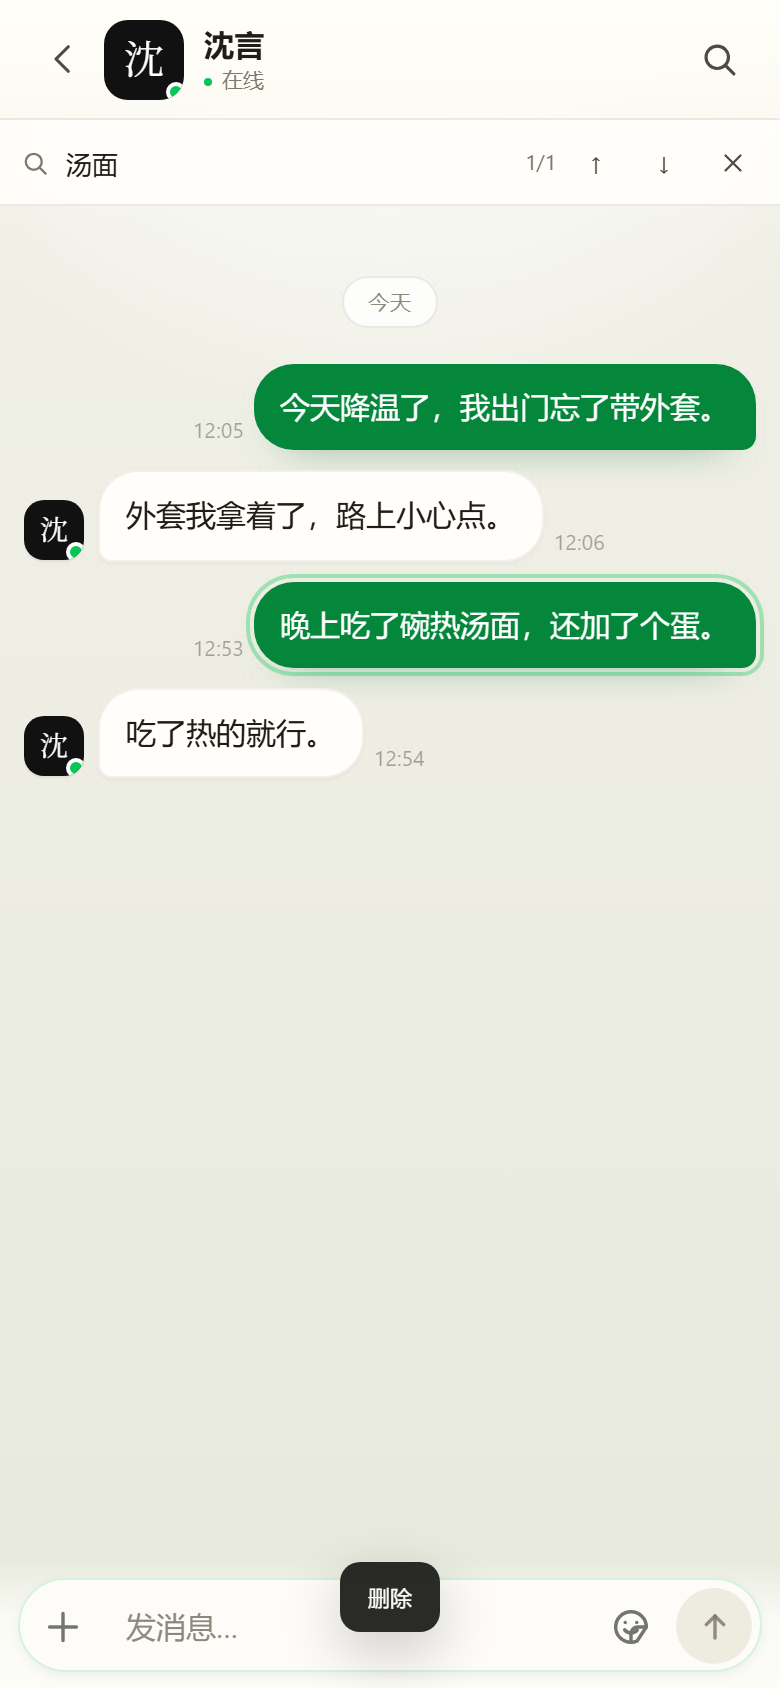 沈
沈言
在线
汤面
1/1
↑
↓
今天
今天降温了，我出门忘了带外套。
12:05
沈
外套我拿着了，路上小心点。
12:06
晚上吃了碗热汤面，还加了个蛋。
12:53
沈
吃了热的就行。
12:54
删除
发消息...